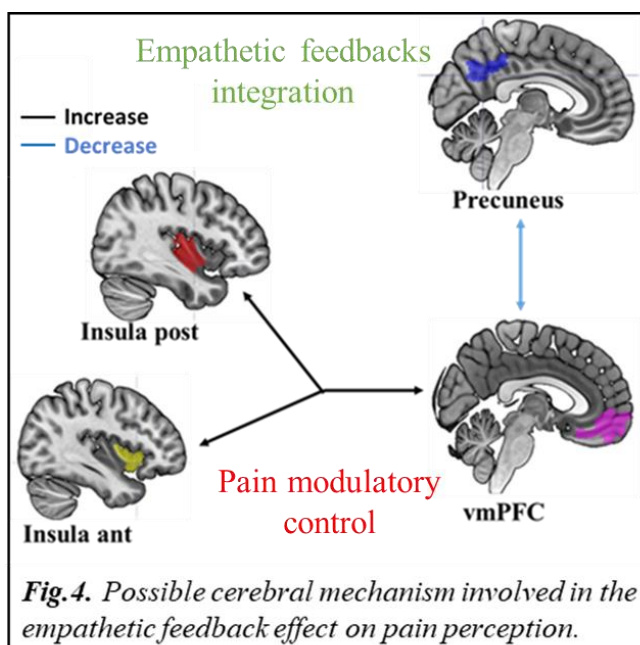 Empathetic feedbacks
integration
Increase
Decrease
Precuneus
Insula post
Insula ant
Pain modulatory
control
vmPFC
Fig.4. Possible cerebral mechanism involved in the
empathetic feedback effect on pain perception.